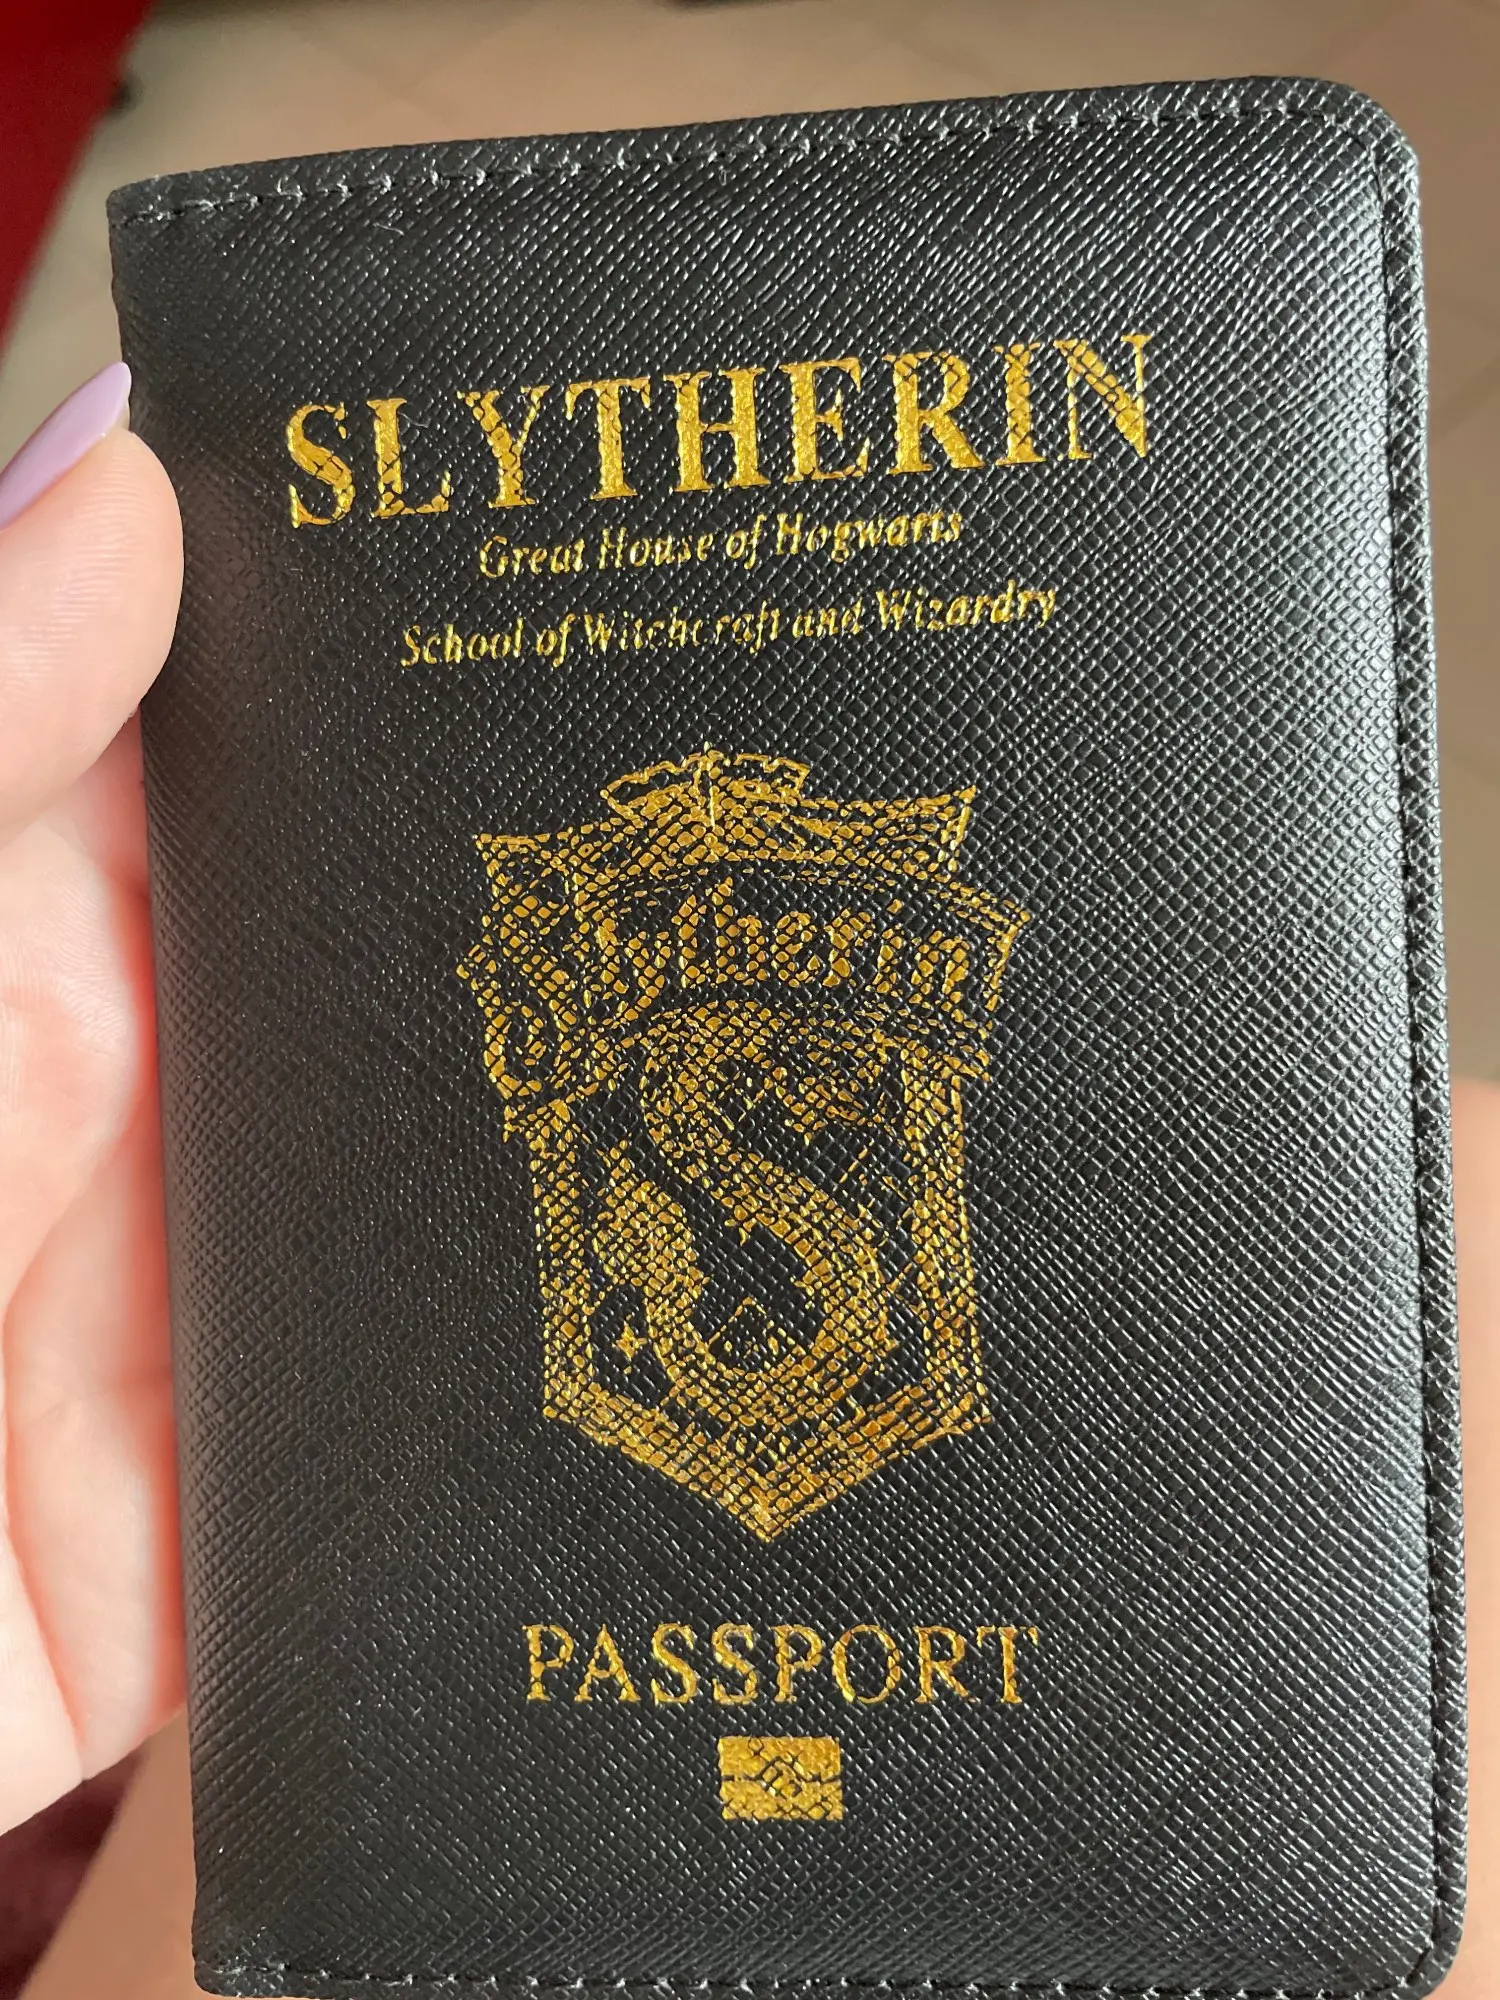 SLYTHERIN
Great House of Hogwarts
School of Witchcraft and Wizardry
Slytherin
PASSPORT